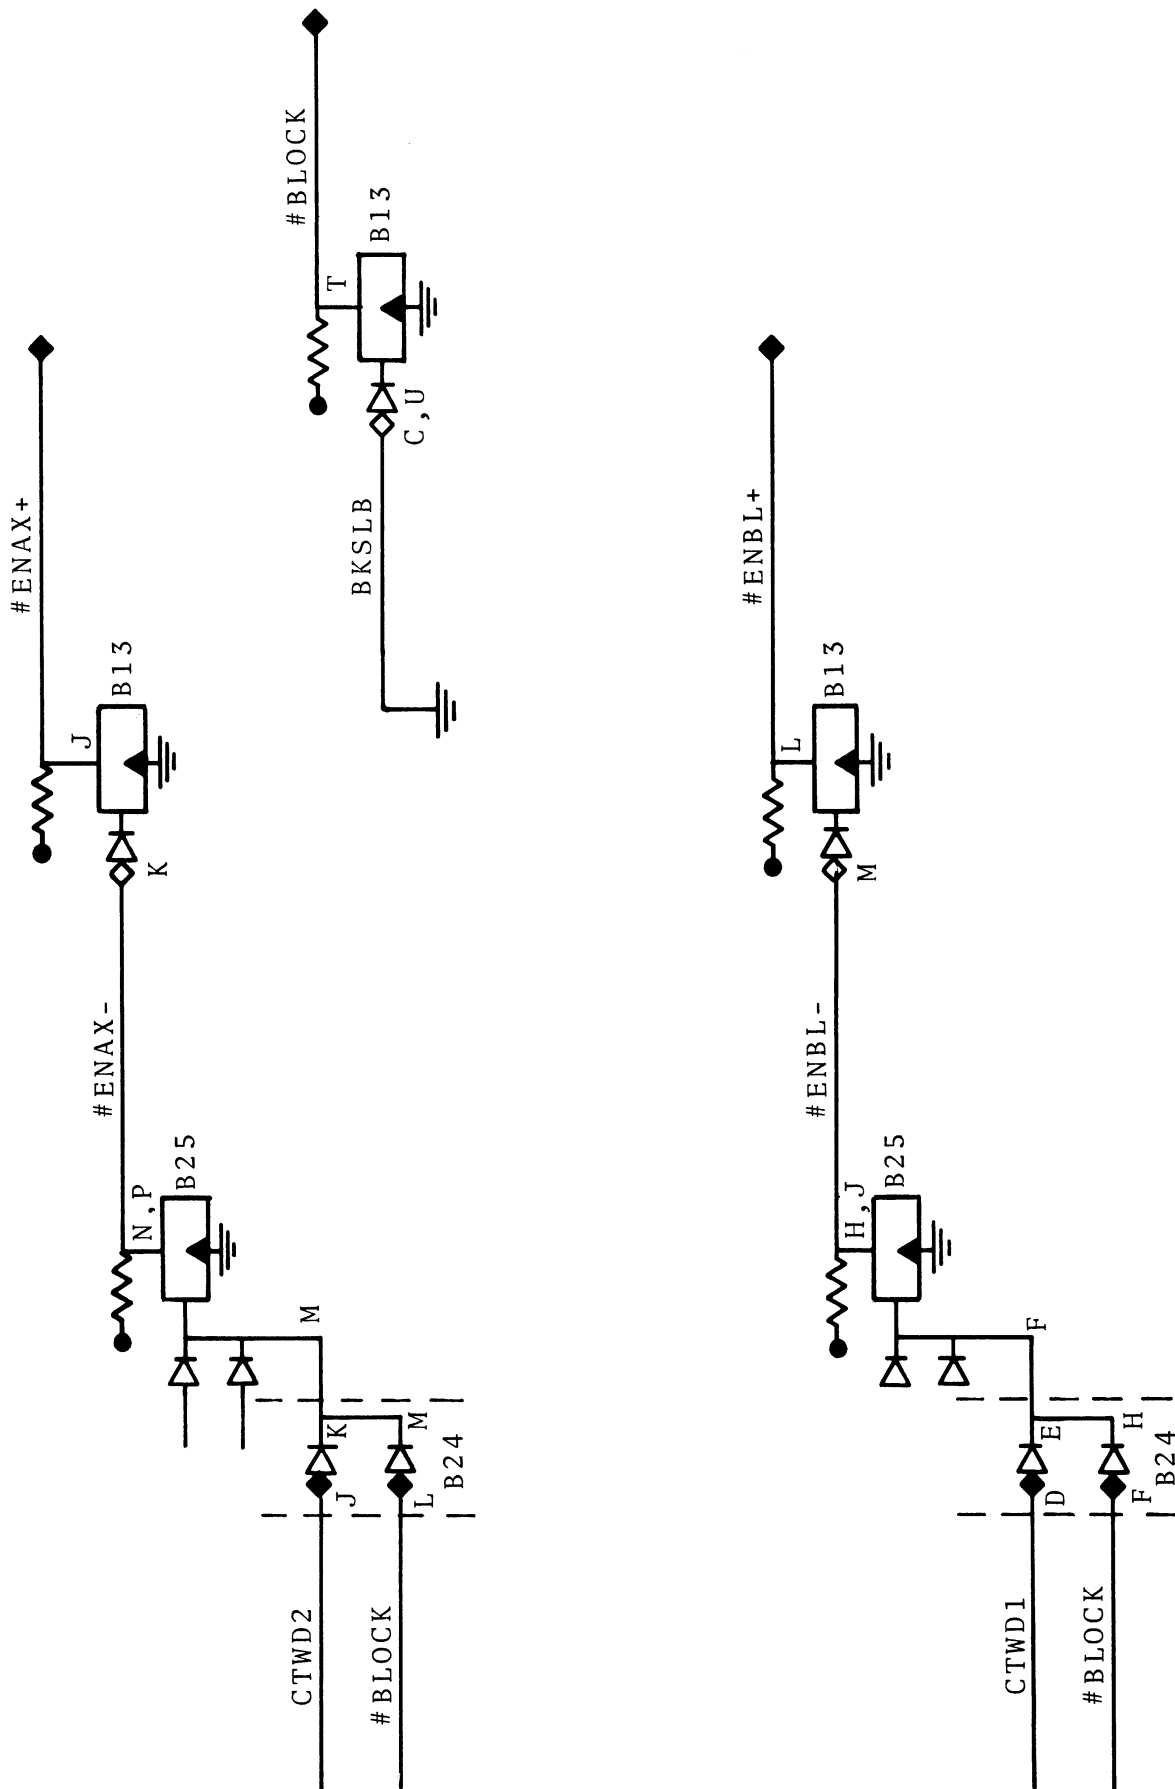 #BLOCK
T
B13
C,U
BKSLB
#ENAX+
J
B13
K
#ENAX-
N,P
B25
M
K
M
J
L
B24
CTWD2
#BLOCK
#ENBL+
L
B13
M
#ENBL-
H,J
B25
F
E
H
D
F
B24
CTWD1
#BLOCK